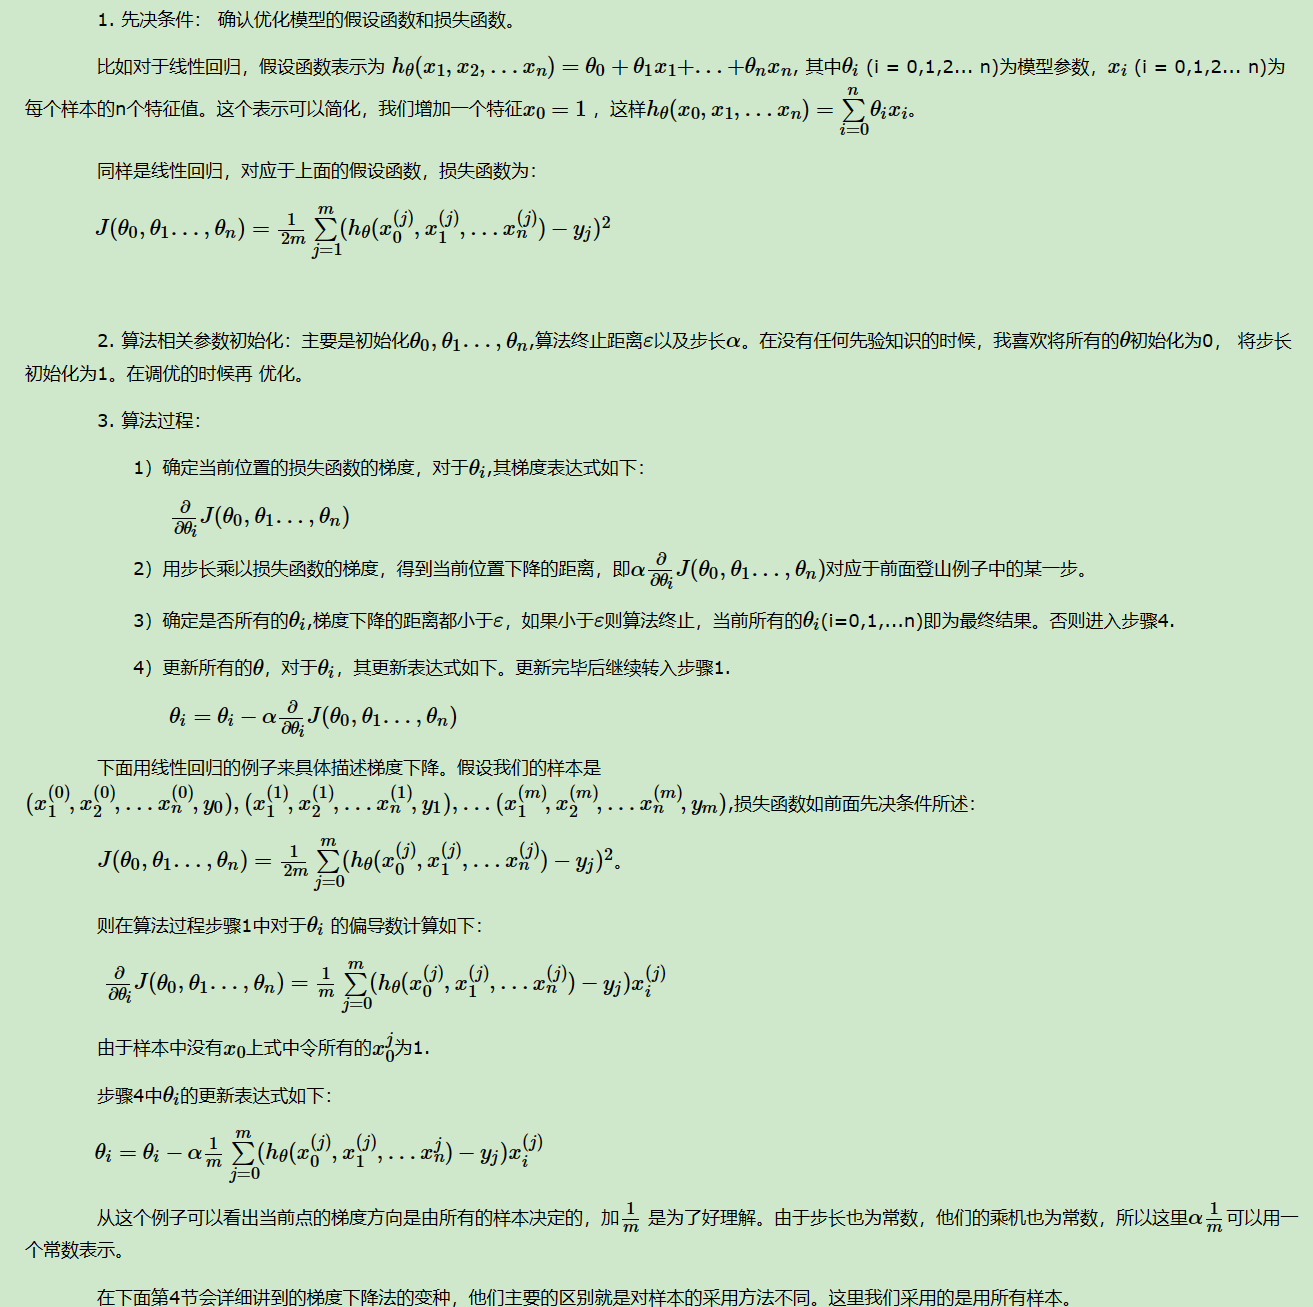 1. 先决条件： 确认优化模型的假设函数和损失函数。
比如对于线性回归，假设函数表示为 $h_\theta(x_1, x_2, \ldots x_n) = \theta_0 + \theta_1 x_1 + \ldots + \theta_n x_n$, 其中$\theta_i$ (i = 0,1,2... n)为模型参数，$x_i$ (i = 0,1,2... n)为
每个样本的n个特征值。这个表示可以简化，我们增加一个特征$x_0 = 1$ ，这样$h_\theta(x_0, x_1, \ldots x_n) = \sum_{i=0}^{n} \theta_i x_i$。
同样是线性回归，对应于上面的假设函数，损失函数为：
$J(\theta_0, \theta_1 \ldots, \theta_n) = \frac{1}{2m} \sum_{j=1}^{m} (h_\theta(x_0^{(j)}, x_1^{(j)}, \ldots x_n^{(j)}) - y_j)^2$
2. 算法相关参数初始化：主要是初始化$\theta_0, \theta_1 \ldots, \theta_n$,算法终止距离$\varepsilon$以及步长$\alpha$。在没有任何先验知识的时候，我喜欢将所有的$\theta$初始化为0， 将步长
初始化为1。在调优的时候再 优化。
3. 算法过程：
1）确定当前位置的损失函数的梯度，对于$\theta_i$,其梯度表达式如下：
$\frac{\partial}{\partial \theta_i} J(\theta_0, \theta_1 \ldots, \theta_n)$
2）用步长乘以损失函数的梯度，得到当前位置下降的距离，即$\alpha \frac{\partial}{\partial \theta_i} J(\theta_0, \theta_1 \ldots, \theta_n)$对应于前面登山例子中的某一步。
3）确定是否所有的$\theta_i$,梯度下降的距离都小于$\varepsilon$，如果小于$\varepsilon$则算法终止，当前所有的$\theta_i$(i=0,1,...n)即为最终结果。否则进入步骤4.
4）更新所有的$\theta$，对于$\theta_i$，其更新表达式如下。更新完毕后继续转入步骤1.
$\theta_i = \theta_i - \alpha \frac{\partial}{\partial \theta_i} J(\theta_0, \theta_1 \ldots, \theta_n)$
下面用线性回归的例子来具体描述梯度下降。假设我们的样本是
$(x_1^{(0)}, x_2^{(0)}, \ldots x_n^{(0)}, y_0), (x_1^{(1)}, x_2^{(1)}, \ldots x_n^{(1)}, y_1), \ldots (x_1^{(m)}, x_2^{(m)}, \ldots x_n^{(m)}, y_m)$,损失函数如前面先决条件所述：
$J(\theta_0, \theta_1 \ldots, \theta_n) = \frac{1}{2m} \sum_{j=0}^{m} (h_\theta(x_0^{(j)}, x_1^{(j)}, \ldots x_n^{(j)}) - y_j)^2$。
则在算法过程步骤1中对于$\theta_i$ 的偏导数计算如下：
$\frac{\partial}{\partial \theta_i} J(\theta_0, \theta_1 \ldots, \theta_n) = \frac{1}{m} \sum_{j=0}^{m} (h_\theta(x_0^{(j)}, x_1^{(j)}, \ldots x_n^{(j)}) - y_j) x_i^{(j)}$
由于样本中没有$x_0$上式中令所有的$x_0^j$为1.
步骤4中$\theta_i$的更新表达式如下：
$\theta_i = \theta_i - \alpha \frac{1}{m} \sum_{j=0}^{m} (h_\theta(x_0^{(j)}, x_1^{(j)}, \ldots x_n^{j}) - y_j) x_i^{(j)}$
从这个例子可以看出当前点的梯度方向是由所有的样本决定的，加$\frac{1}{m}$ 是为了好理解。由于步长也为常数，他们的乘机也为常数，所以这里$\alpha \frac{1}{m}$可以用一
个常数表示。
在下面第4节会详细讲到的梯度下降法的变种，他们主要的区别就是对样本的采用方法不同。这里我们采用的是用所有样本。